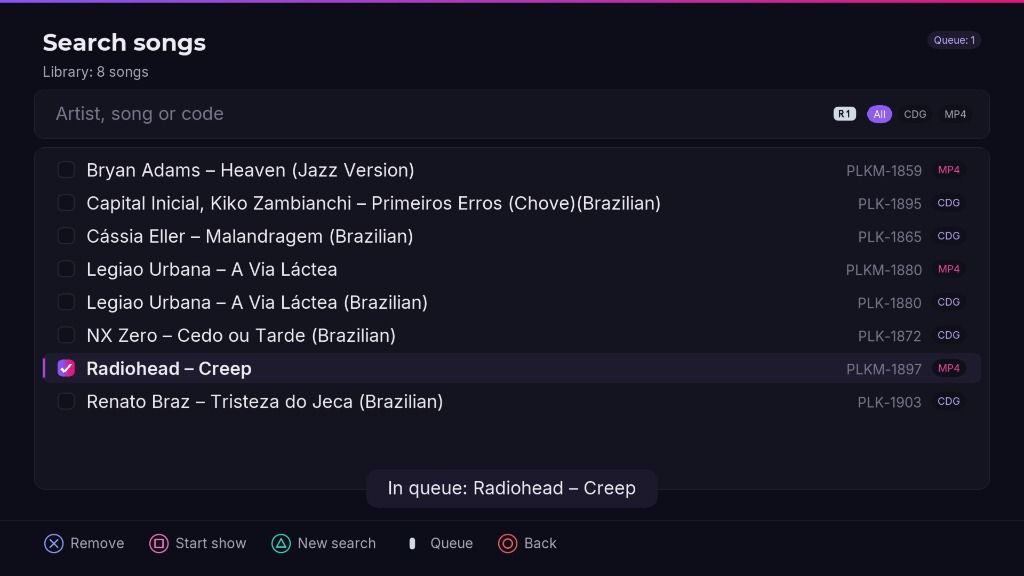 Search songs
Queue: 1
Library: 8 songs
Artist, song or code
R1 All CDG MP4
Bryan Adams – Heaven (Jazz Version) PLKM-1859 MP4
Capital Inicial, Kiko Zambianchi – Primeiros Erros (Chove)(Brazilian) PLK-1895 CDG
Cássia Eller – Malandragem (Brazilian) PLK-1865 CDG
Legiao Urbana – A Via Láctea PLKM-1880 MP4
Legiao Urbana – A Via Láctea (Brazilian) PLK-1880 CDG
NX Zero – Cedo ou Tarde (Brazilian) PLK-1872 CDG
Radiohead – Creep PLKM-1897 MP4
Renato Braz – Tristeza do Jeca (Brazilian) PLK-1903 CDG
In queue: Radiohead – Creep
Remove Start show New search Queue Back